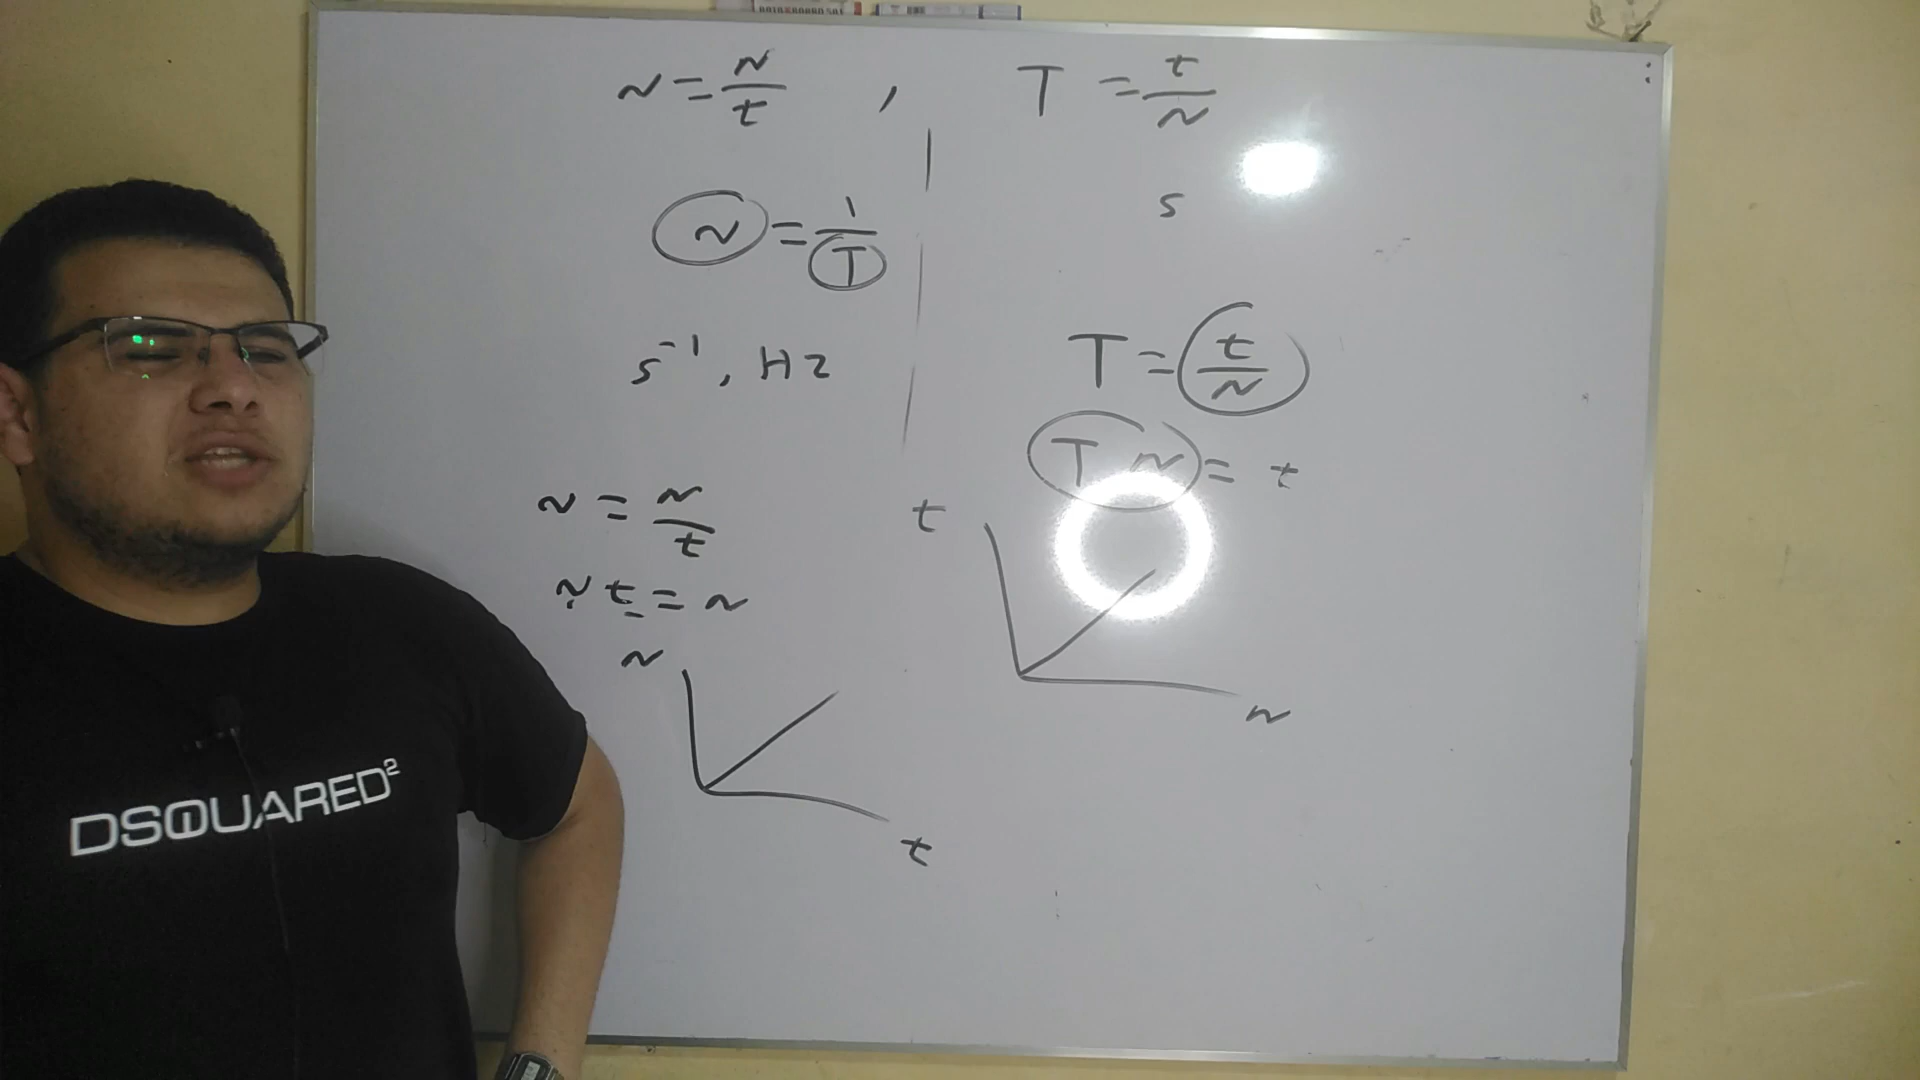 N = N/t , T = t/N
N = 1/T
s
s⁻¹, Hz
T = t/N
T N = t
N = N/t
N t = N
t
N
N
t
DSQUARED²